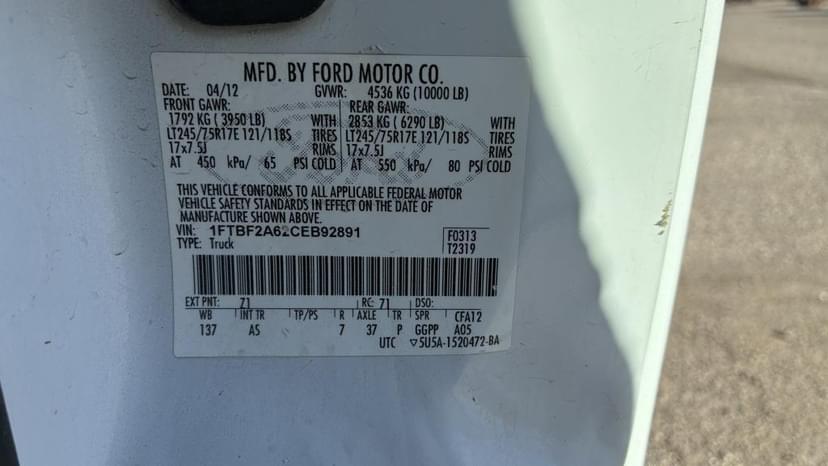 MFD. BY FORD MOTOR CO.
DATE: 04/12 GVWR: 4536 KG (10000 LB)
FRONT GAWR: REAR GAWR:
1792 KG ( 3950 LB) WITH 2853 KG ( 6290 LB) WITH
LT245/75R17E 121/118S TIRES LT245/75R17E 121/118S TIRES
17x7.5J RIMS 17x7.5J RIMS
AT 450 kPa/ 65 PSI COLD AT 550 kPa/ 80 PSI COLD
THIS VEHICLE CONFORMS TO ALL APPLICABLE FEDERAL MOTOR
VEHICLE SAFETY STANDARDS IN EFFECT ON THE DATE OF
MANUFACTURE SHOWN ABOVE.
VIN: 1FTBF2A62CEB92891 F0313
TYPE: Truck T2319
EXT PNT: Z1 RC: 71 DSO:
WB INT TR TP/PS R AXLE TR SPR CFA12
137 AS 7 37 P GGPP A05
UTC ▽5U5A-1520472-BA